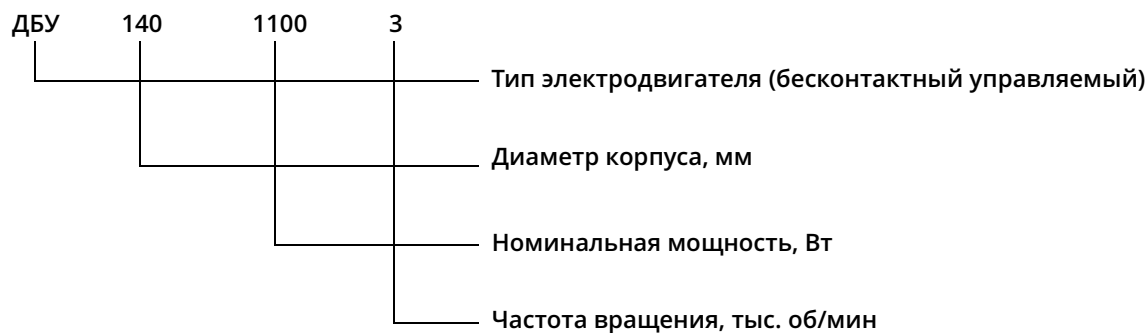 ДБУ 140 1100 3
Тип электродвигателя (бесконтактный управляемый)
Диаметр корпуса, мм
Номинальная мощность, Вт
Частота вращения, тыс. об/мин